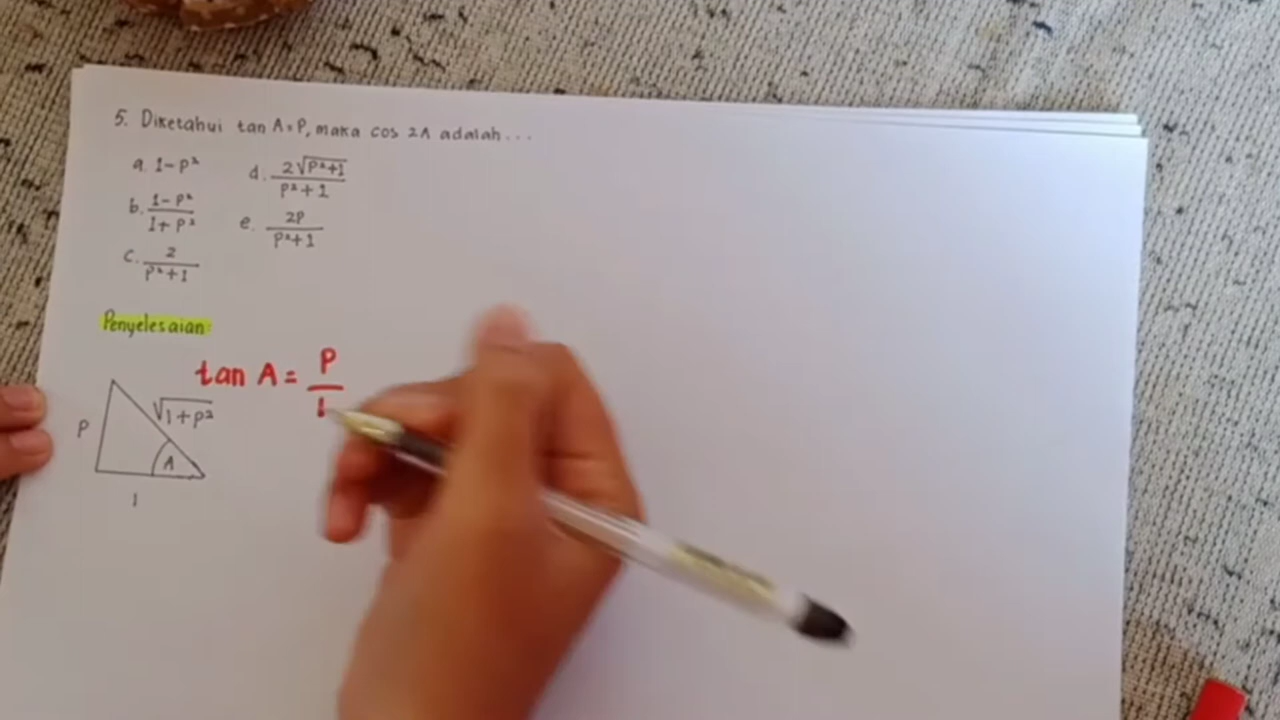 5. Diketahui tan A=P, maka cos 2A adalah...
a. 1-p²
b. 1-p²/1+p²
c. 2/p²+1
d. 2√p²+1/p²+1
e. 2p/p²+1
Penyelesaian:
tan A = P/1
P
√1+p²
A
1